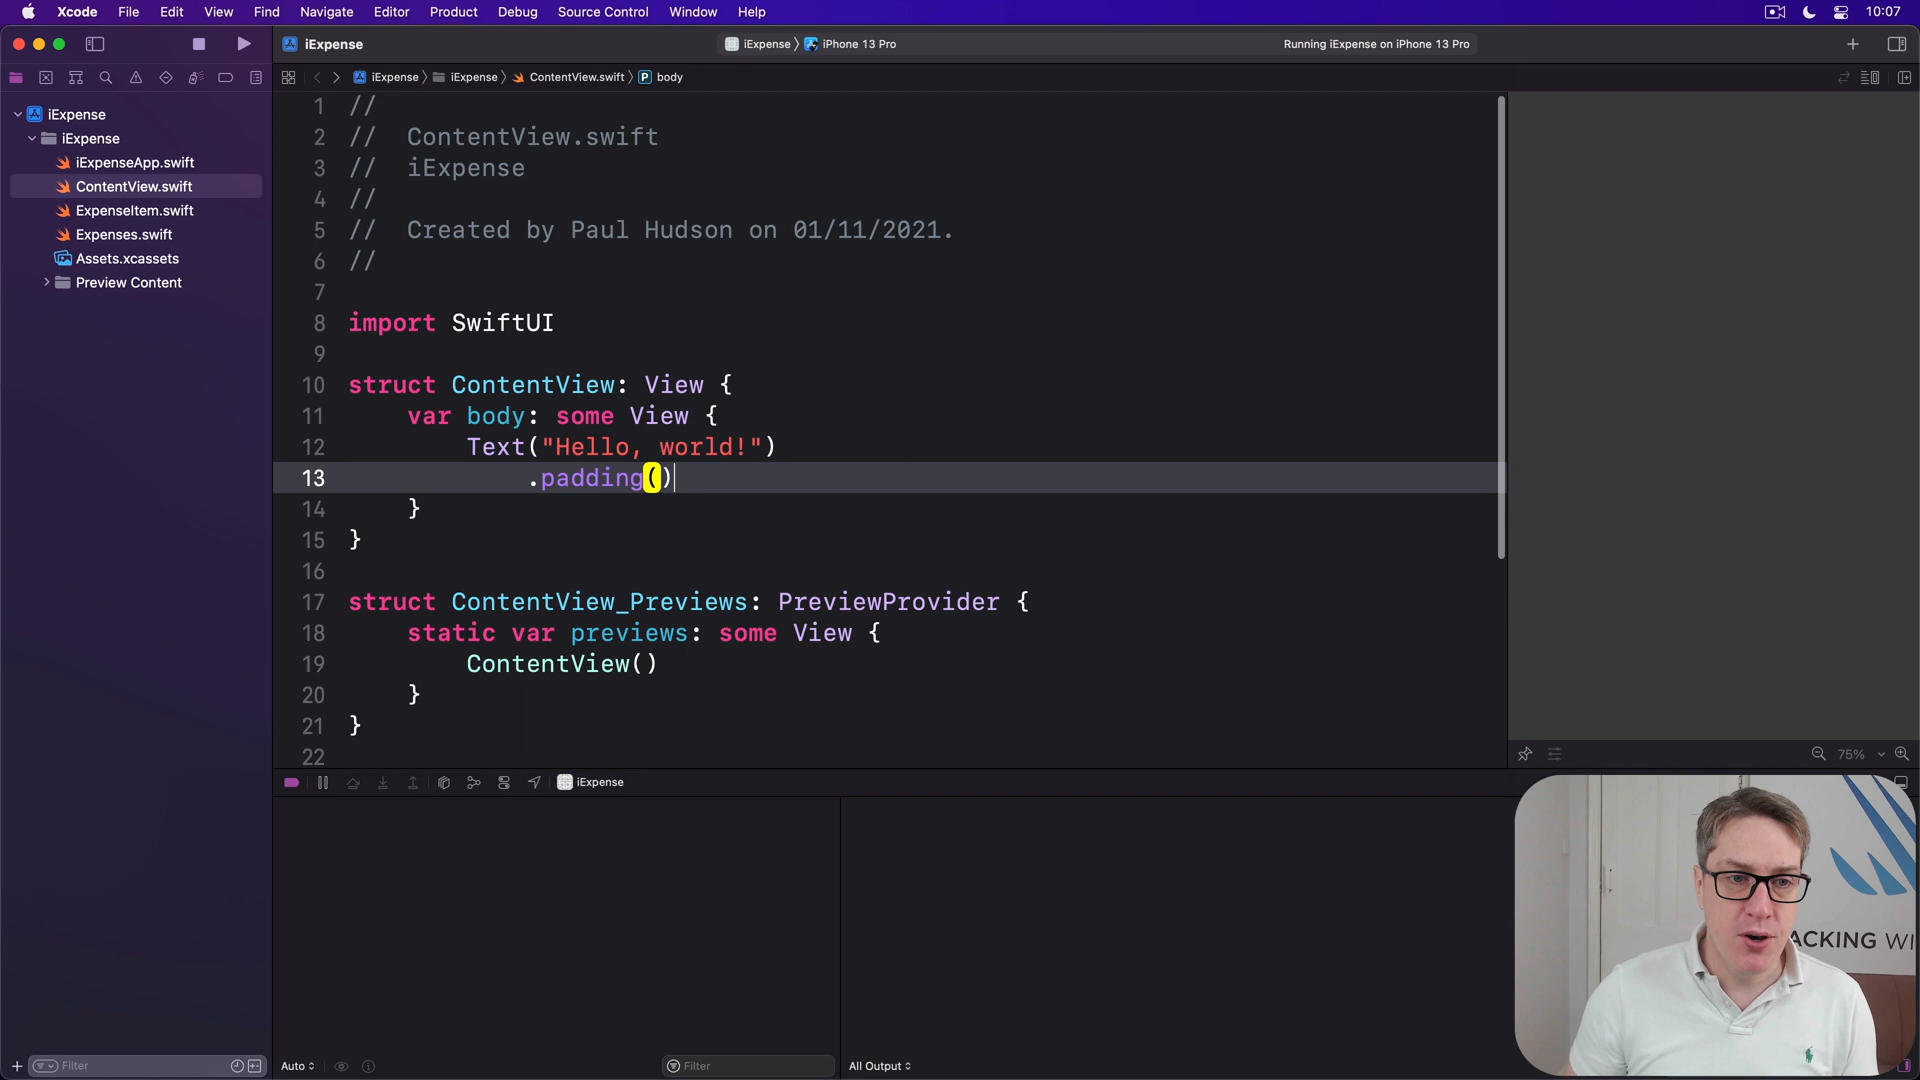 Xcode File Edit View Find Navigate Editor Product Debug Source Control Window Help 10:07
iExpense iExpense 〉 iPhone 13 Pro Running iExpense on iPhone 13 Pro
iExpense 〉 iExpense 〉 ContentView.swift 〉 P body
iExpense
iExpense
iExpenseApp.swift
ContentView.swift
ExpenseItem.swift
Expenses.swift
Assets.xcassets
Preview Content
1 //
2 //  ContentView.swift
3 //  iExpense
4 //
5 //  Created by Paul Hudson on 01/11/2021.
6 //
7
8 import SwiftUI
9
10 struct ContentView: View {
11     var body: some View {
12         Text("Hello, world!")
13             .padding()
14     }
15 }
16
17 struct ContentView_Previews: PreviewProvider {
18     static var previews: some View {
19         ContentView()
20     }
21 }
22
75%
iExpense
ACKING WI
Filter
Auto
Filter
All Output